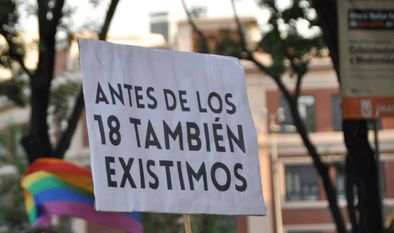 ANTES DE LOS
18 TAMBIÉN
EXISTIMOS